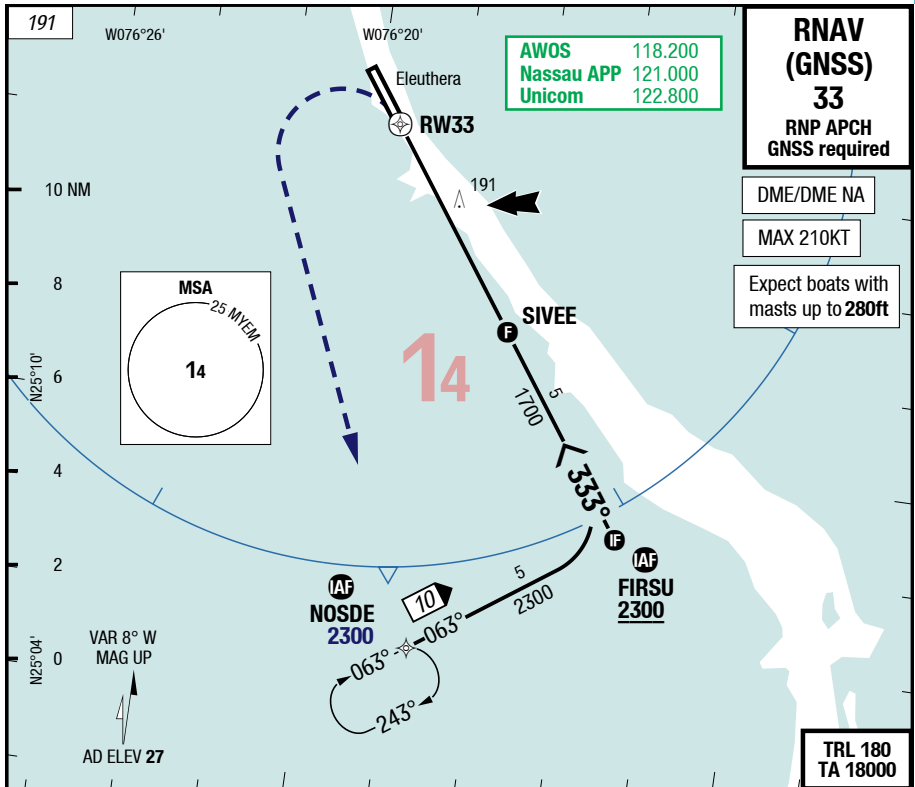 191
W076°26'
W076°20'
AWOS 118.200
Nassau APP 121.000
Unicom 122.800
RNAV
(GNSS)
33
RNP APCH
GNSS required
Eleuthera
RW33
191
10 NM
DME/DME NA
MAX 210KT
Expect boats with
masts up to 280ft
8
MSA
25 MYEM
14
SIVEE
F
14
N25°10'
6
5
1700
4
333°
IF
IAF
FIRSU
2300
2
IAF
NOSDE
2300
10
5
2300
063°
063°
243°
N25°04'
0
VAR 8° W
MAG UP
AD ELEV 27
TRL 180
TA 18000